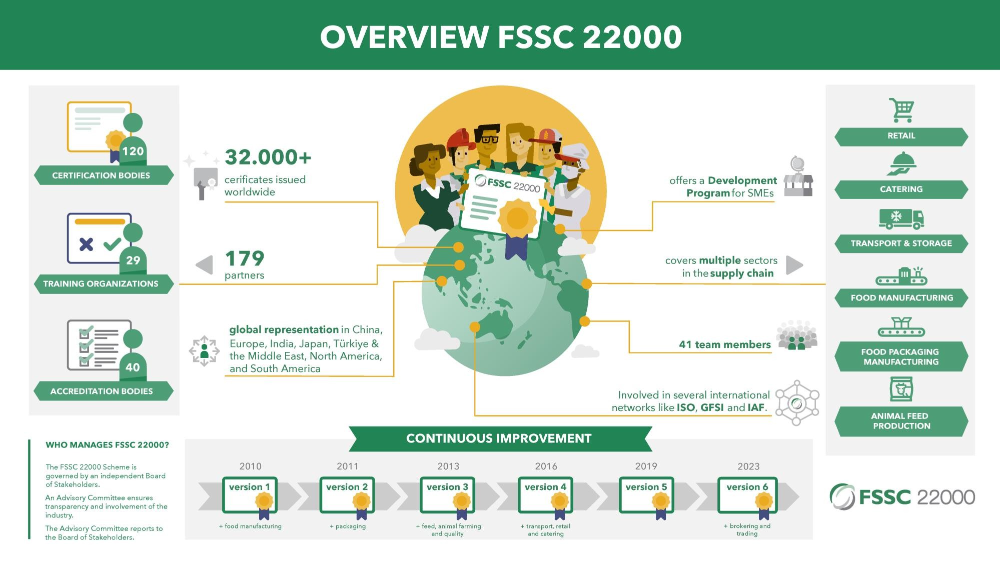 OVERVIEW FSSC 22000
120
CERTIFICATION BODIES
29
TRAINING ORGANIZATIONS
40
ACCREDITATION BODIES
32.000+
cerificates issued
worldwide
179
partners
global representation in China,
Europe, India, Japan, Türkiye &
the Middle East, North America,
and South America
FSSC 22000
offers a Development
Program for SMEs
covers multiple sectors
in the supply chain
41 team members
Involved in several international
networks like ISO, GFSI and IAF.
RETAIL
CATERING
TRANSPORT & STORAGE
FOOD MANUFACTURING
FOOD PACKAGING
MANUFACTURING
ANIMAL FEED
PRODUCTION
WHO MANAGES FSSC 22000?
The FSSC 22000 Scheme is
governed by an independent Board
of Stakeholders.
An Advisory Committee ensures
transparency and involvement of the
industry.
The Advisory Committee reports to
the Board of Stakeholders.
CONTINUOUS IMPROVEMENT
2010
version 1
+ food manufacturing
2011
version 2
+ packaging
2013
version 3
+ feed, animal farming
and quality
2016
version 4
+ transport, retail
and catering
2019
version 5
2023
version 6
+ brokering and
trading
FSSC 22000